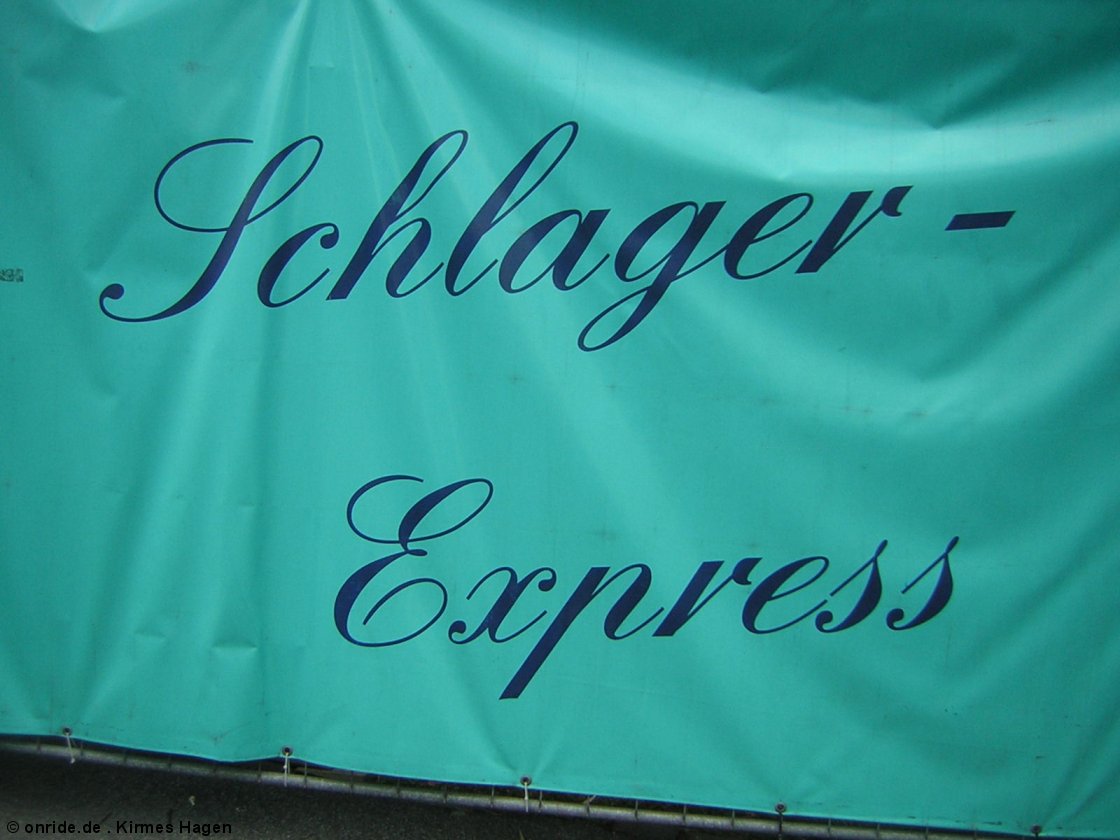 Schlager -
Express
© onride.de . Kirmes Hagen